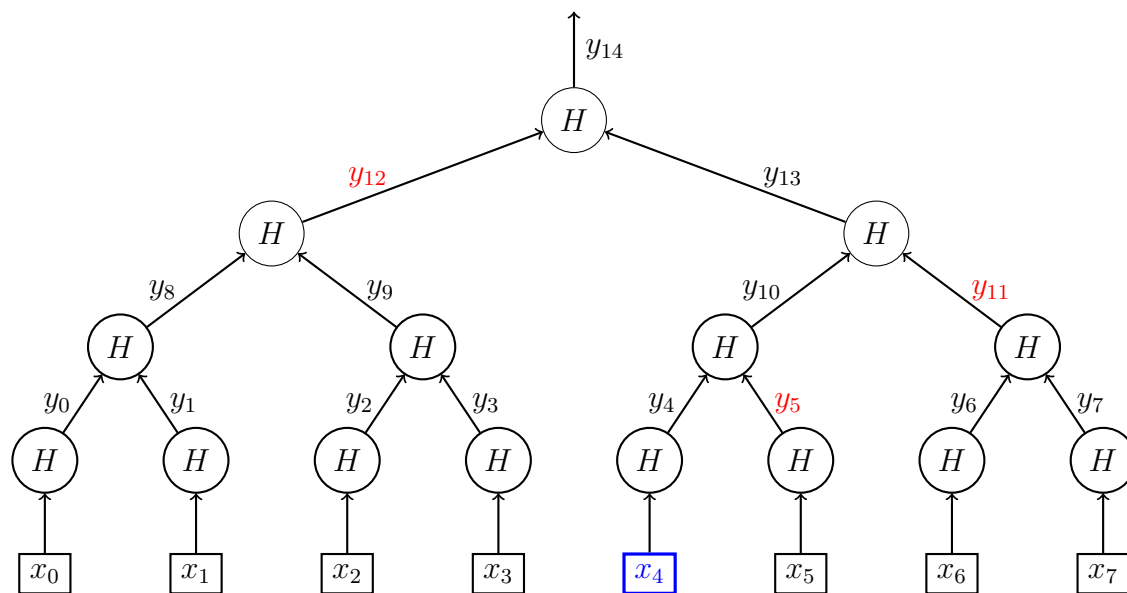 y₁₄
H
y₁₂ y₁₃
H H
y₈ y₉ y₁₀ y₁₁
H H H H
y₀ y₁ y₂ y₃ y₄ y₅ y₆ y₇
H H H H H H H H
x₀ x₁ x₂ x₃ x₄ x₅ x₆ x₇